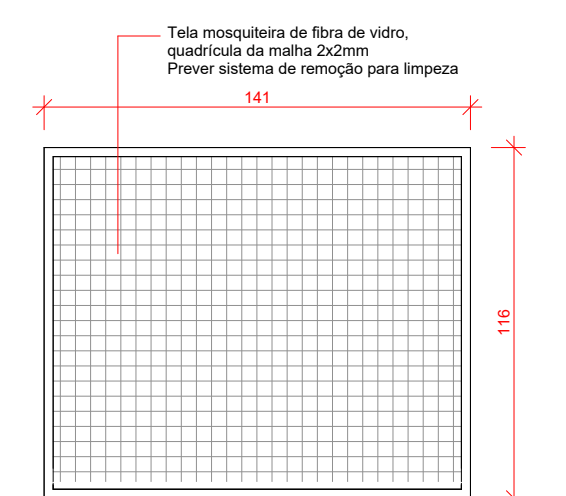 Tela mosquiteira de fibra de vidro,
quadrícula da malha 2x2mm
Prever sistema de remoção para limpeza
141
116